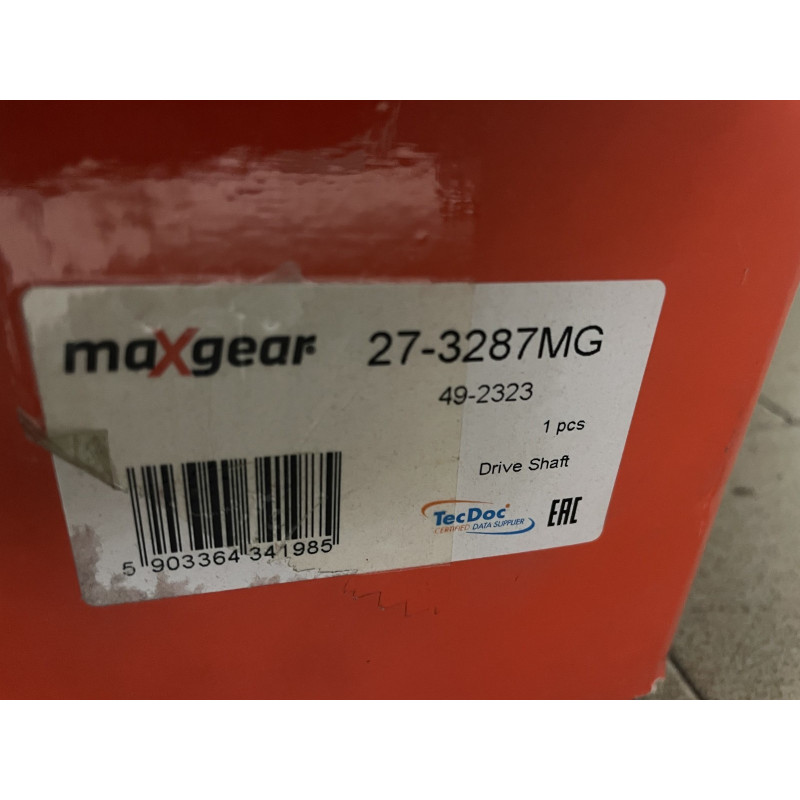 maXgear 27-3287MG
49-2323
1 pcs
Drive Shaft
TecDoc
CERTIFIED DATA SUPPLIER
EAC
5 903364 341985